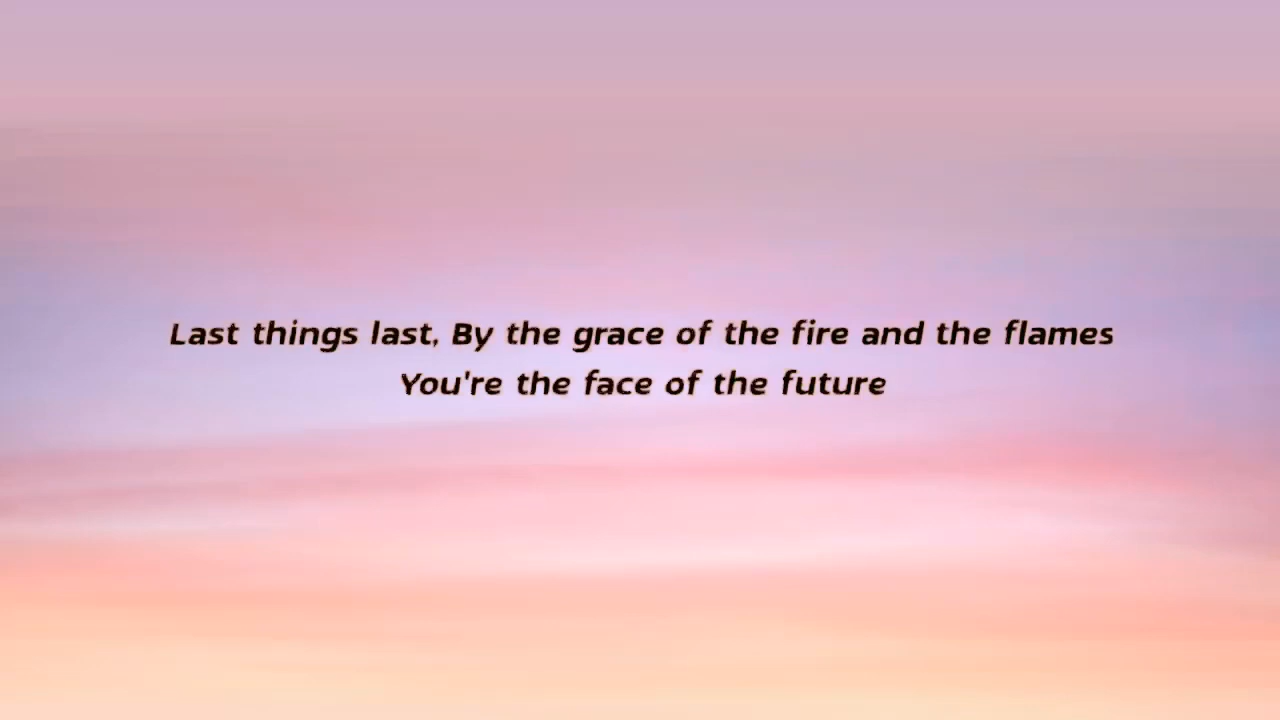 Last things last, By the grace of the fire and the flames
You're the face of the future